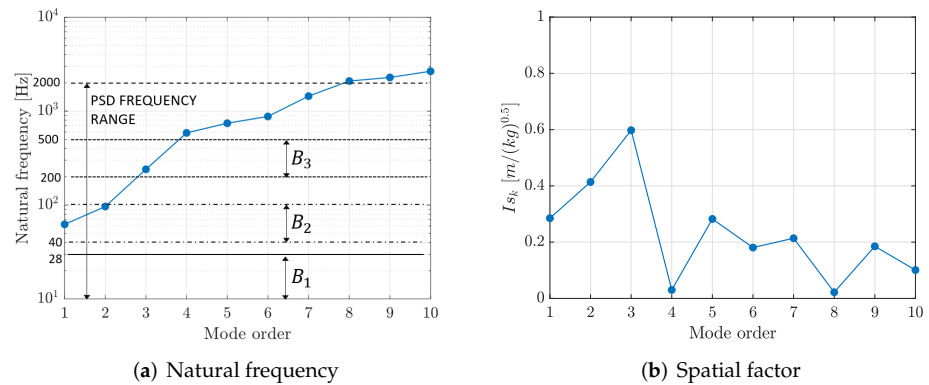 10^4
2000
10^3
500
200
10^2
40
28
10^1
Natural frequency [Hz]
PSD FREQUENCY
RANGE
B_3
B_2
B_1
1 2 3 4 5 6 7 8 9 10
Mode order
(a) Natural frequency
1
0.8
0.6
0.4
0.2
0
Is_k [m/(kg)^{0.5}]
1 2 3 4 5 6 7 8 9 10
Mode order
(b) Spatial factor